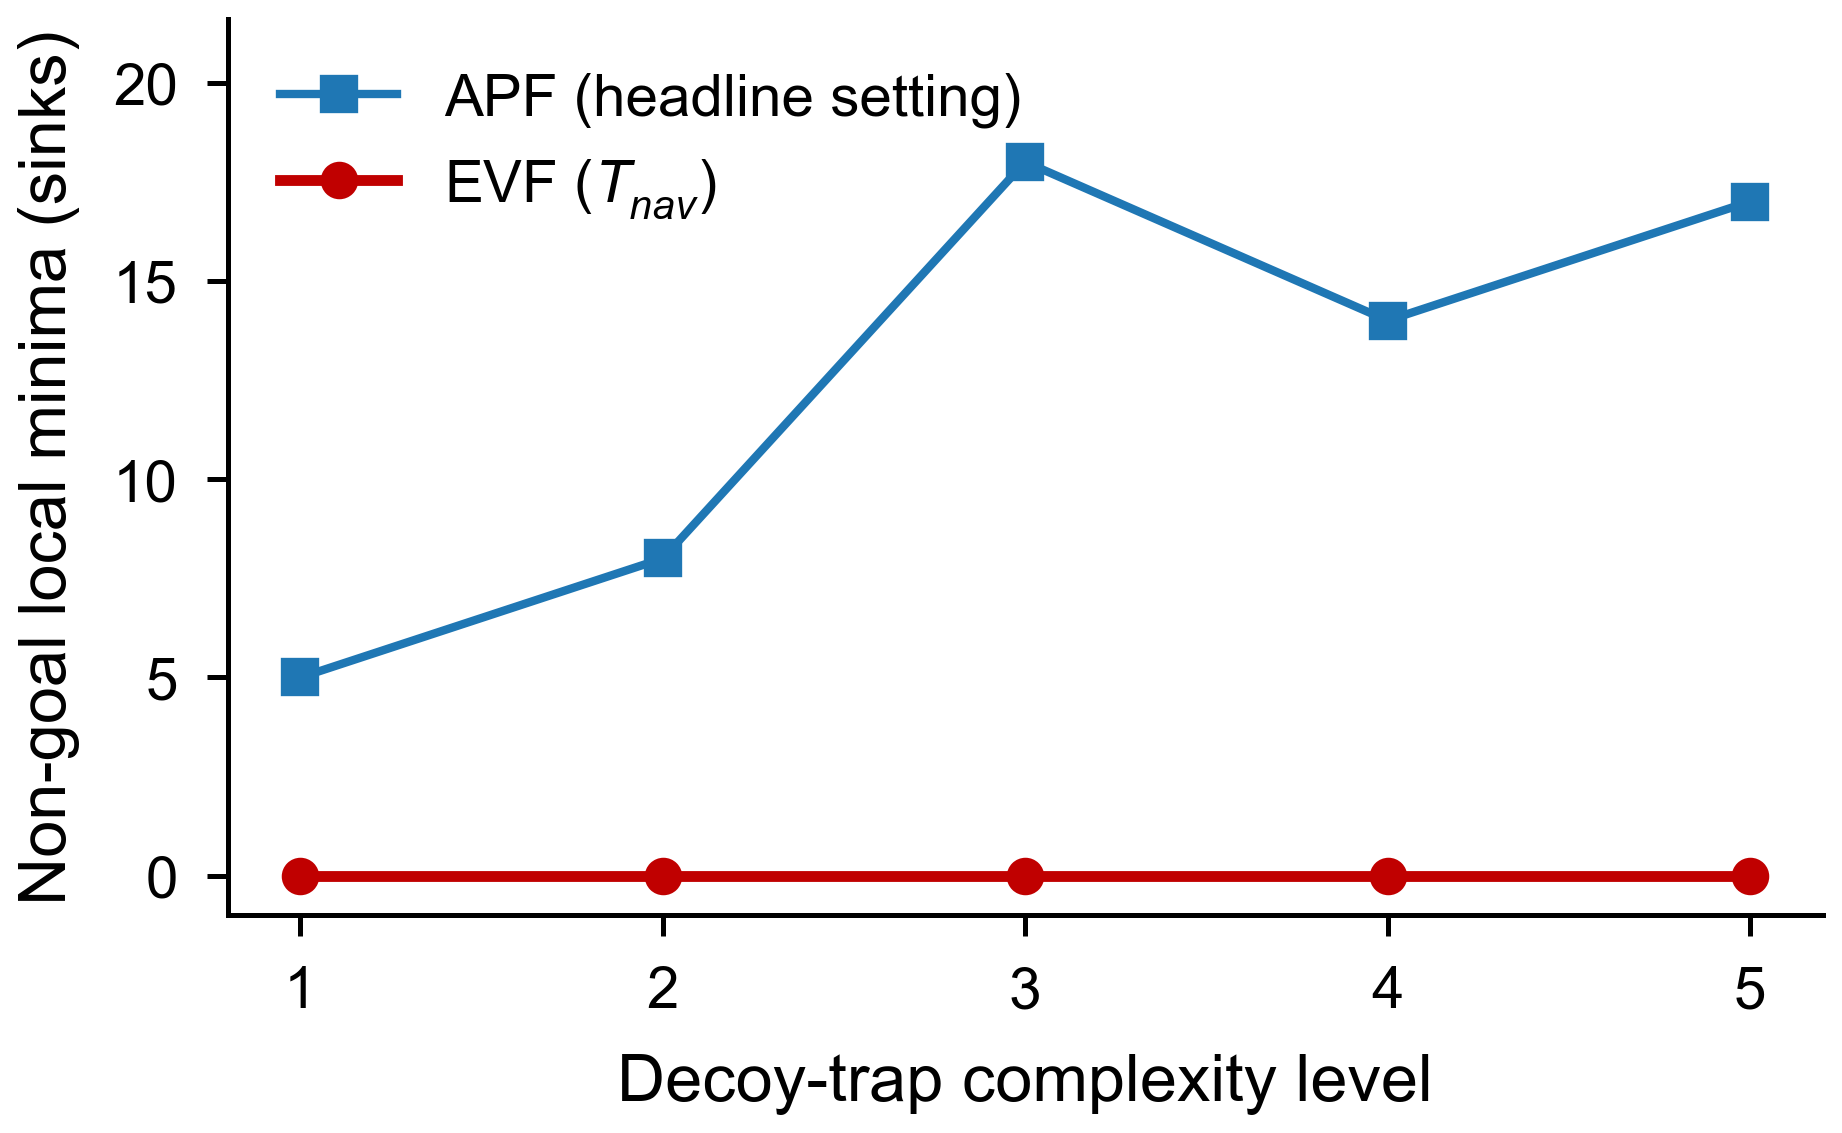 Non-goal local minima (sinks)
20
15
10
5
0
APF (headline setting)
EVF (T_nav)
1 2 3 4 5
Decoy-trap complexity level